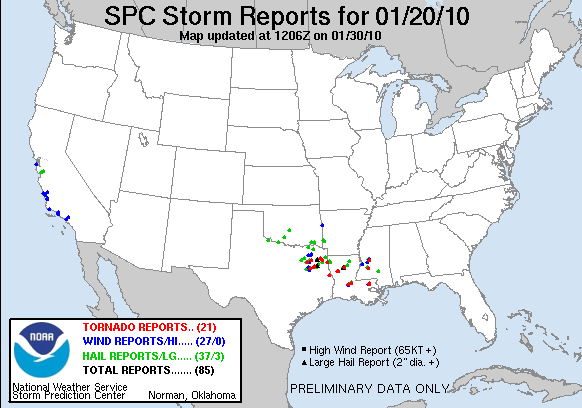 SPC Storm Reports for 01/20/10
Map updated at 1206Z on 01/30/10
TORNADO REPORTS.. (21)
WIND REPORTS/HI..... (27/0)
HAIL REPORTS/LG..... (37/3)
TOTAL REPORTS....... (85)
NOAA
National Weather Service
Storm Prediction Center Norman, Oklahoma
High Wind Report (65KT +)
Large Hail Report (2" dia. +)
PRELIMINARY DATA ONLY